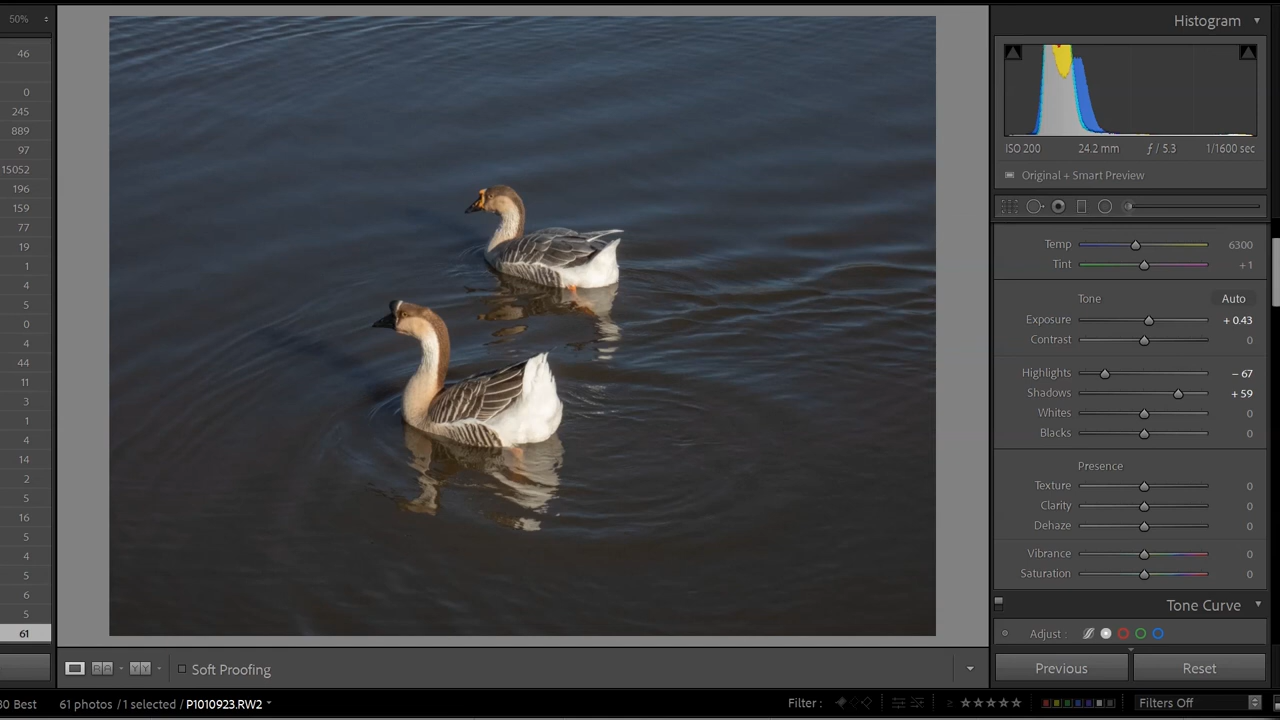 50%
46
0
245
889
97
15052
196
159
77
19
1
4
5
0
4
44
11
3
1
4
14
2
5
16
5
4
5
6
5
61
Histogram
ISO 200 24.2 mm ƒ / 5.3 1/1600 sec
Original + Smart Preview
Temp 6300
Tint + 1
Tone Auto
Exposure + 0.43
Contrast 0
Highlights – 67
Shadows + 59
Whites 0
Blacks 0
Presence
Texture 0
Clarity 0
Dehaze 0
Vibrance 0
Saturation 0
Tone Curve
Adjust :
Previous Reset
R A Y Y Soft Proofing
30 Best 61 photos / 1 selected / P1010923.RW2 Filter : ≥ Filters Off